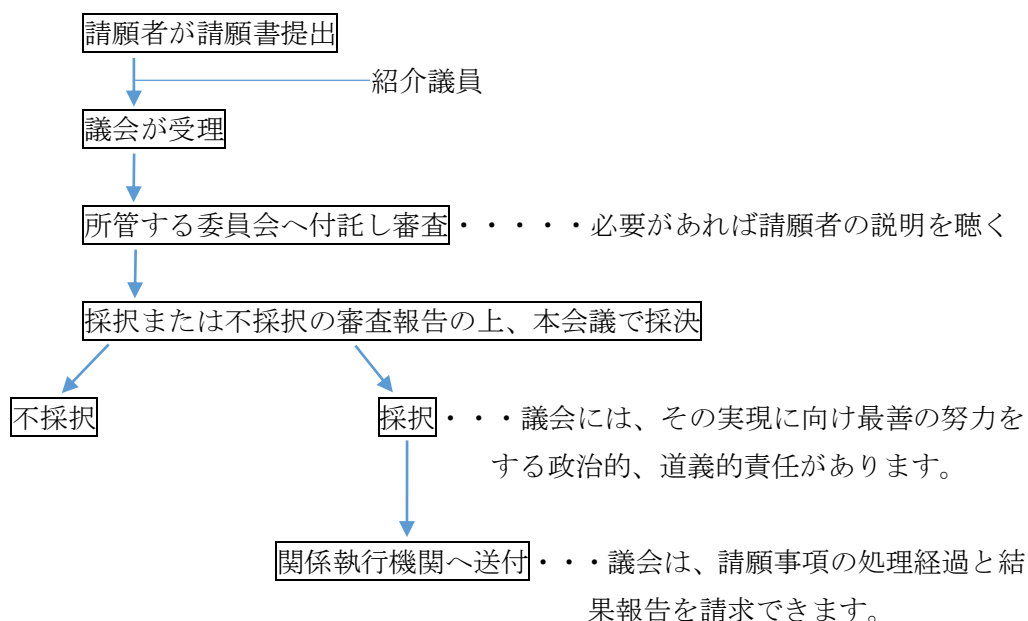 請願者が請願書提出
紹介議員
議会が受理
所管する委員会へ付託し審査・・・・・必要があれば請願者の説明を聴く
採択または不採択の審査報告の上、本会議で採決
不採択
採択・・・議会には、その実現に向け最善の努力を
する政治的、道義的責任があります。
関係執行機関へ送付・・・議会は、請願事項の処理経過と結
果報告を請求できます。